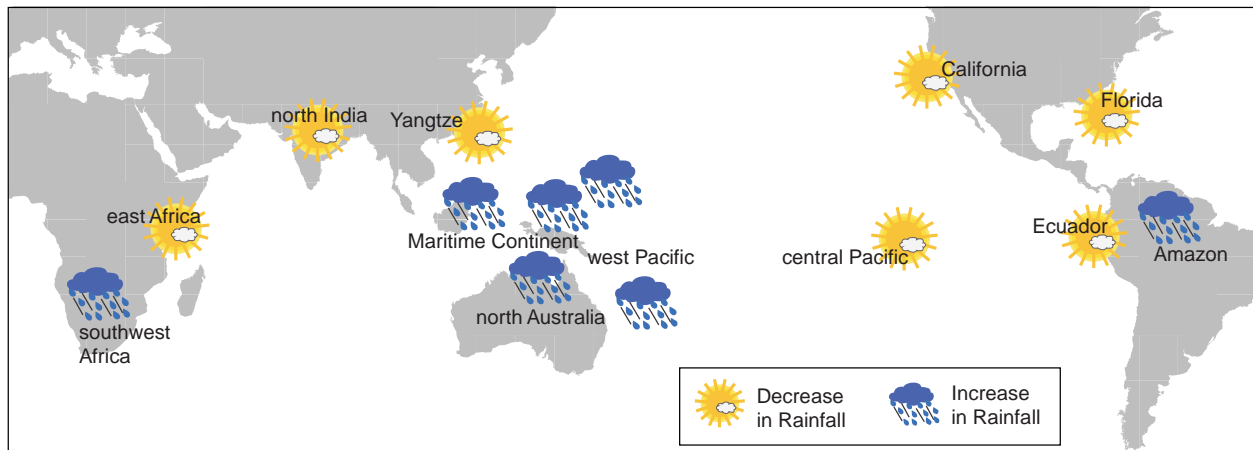 California
Florida
north India
Yangtze
east Africa
Maritime Continent
west Pacific
central Pacific
Ecuador
Amazon
north Australia
southwest
Africa
Decrease
in Rainfall
Increase
in Rainfall